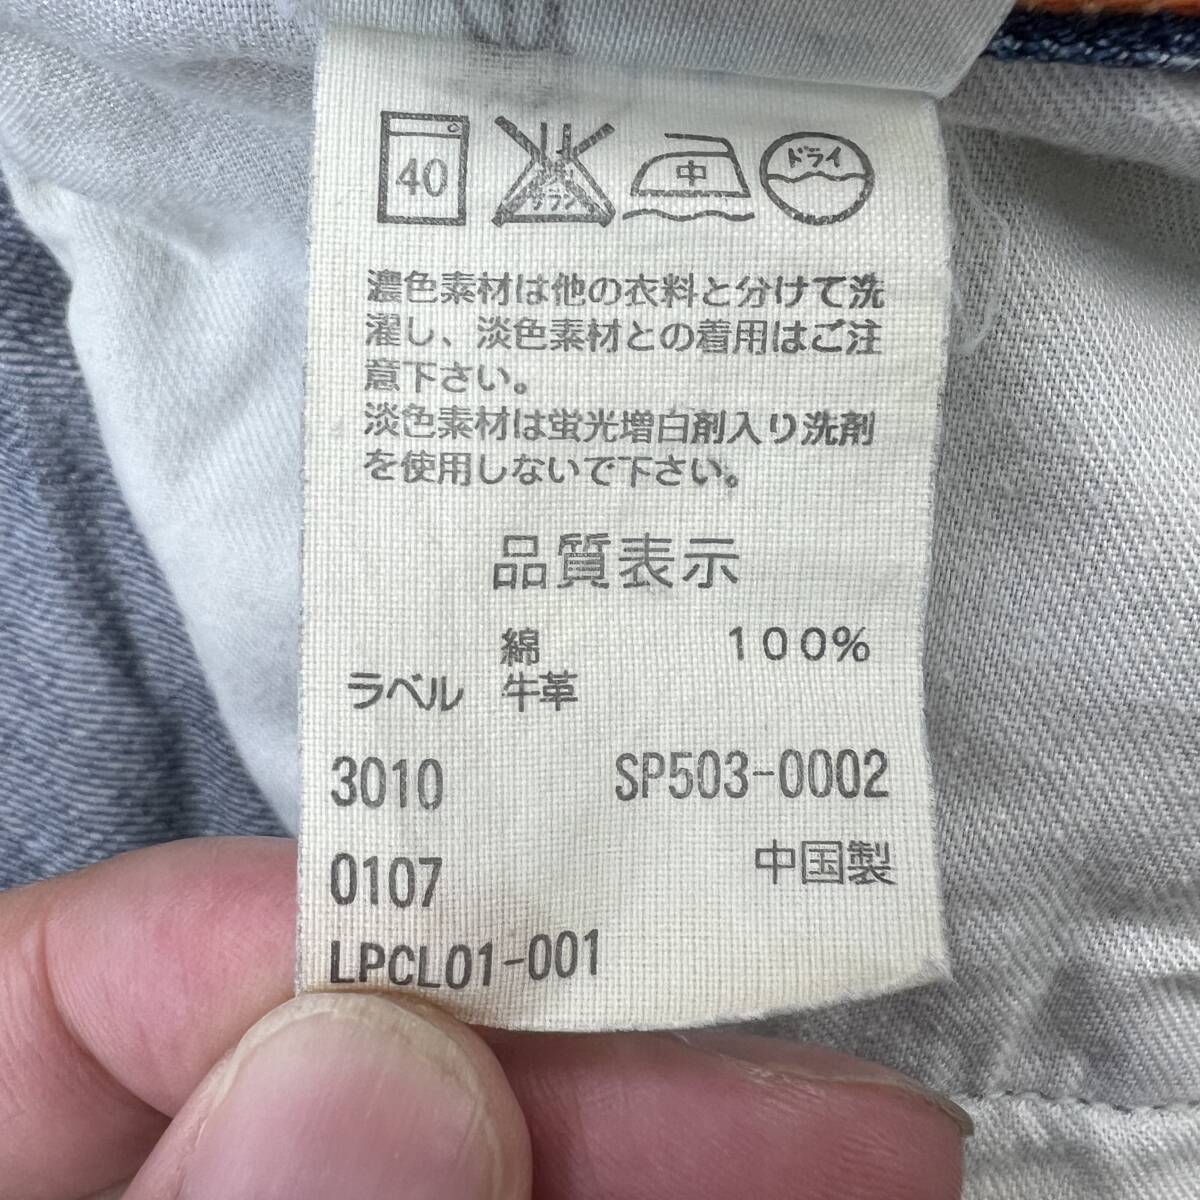 40 中 ドライ
濃色素材は他の衣料と分けて洗
濯し、淡色素材との着用はご注
意下さい。
淡色素材は蛍光増白剤入り洗剤
を使用しないで下さい。
品質表示
綿 100%
ラベル 牛革
3010 SP503-0002
0107 中国製
LPCL01-001